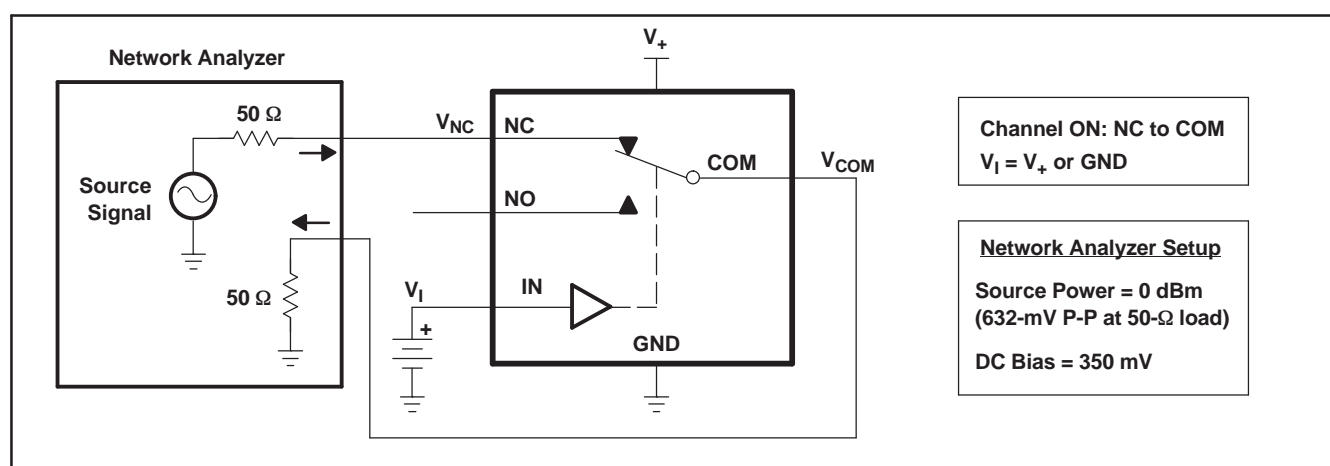 Network Analyzer
50 Ω
Source
Signal
50 Ω
V+
VNC
NC
COM
VCOM
NO
VI
IN
+
GND
Channel ON: NC to COM
VI = V+ or GND
Network Analyzer Setup
Source Power = 0 dBm
(632-mV P-P at 50-Ω load)
DC Bias = 350 mV